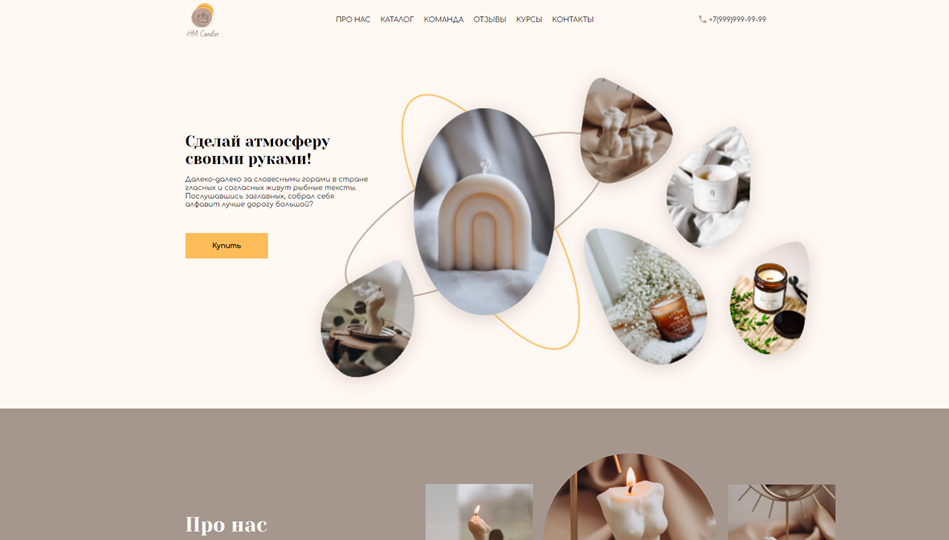 HM Candles
ПРО НАС КАТАЛОГ КОМАНДА ОТЗЫВЫ КУРСЫ КОНТАКТЫ
+7(999)999-99-99
Сделай атмосферу
своими руками!
Далеко-далеко за словесными горами в стране
гласных и согласных живут рыбные тексты.
Послушавшись заглавных, собрал себя
алфавит лучше дорогу большой?
Купить
Про нас